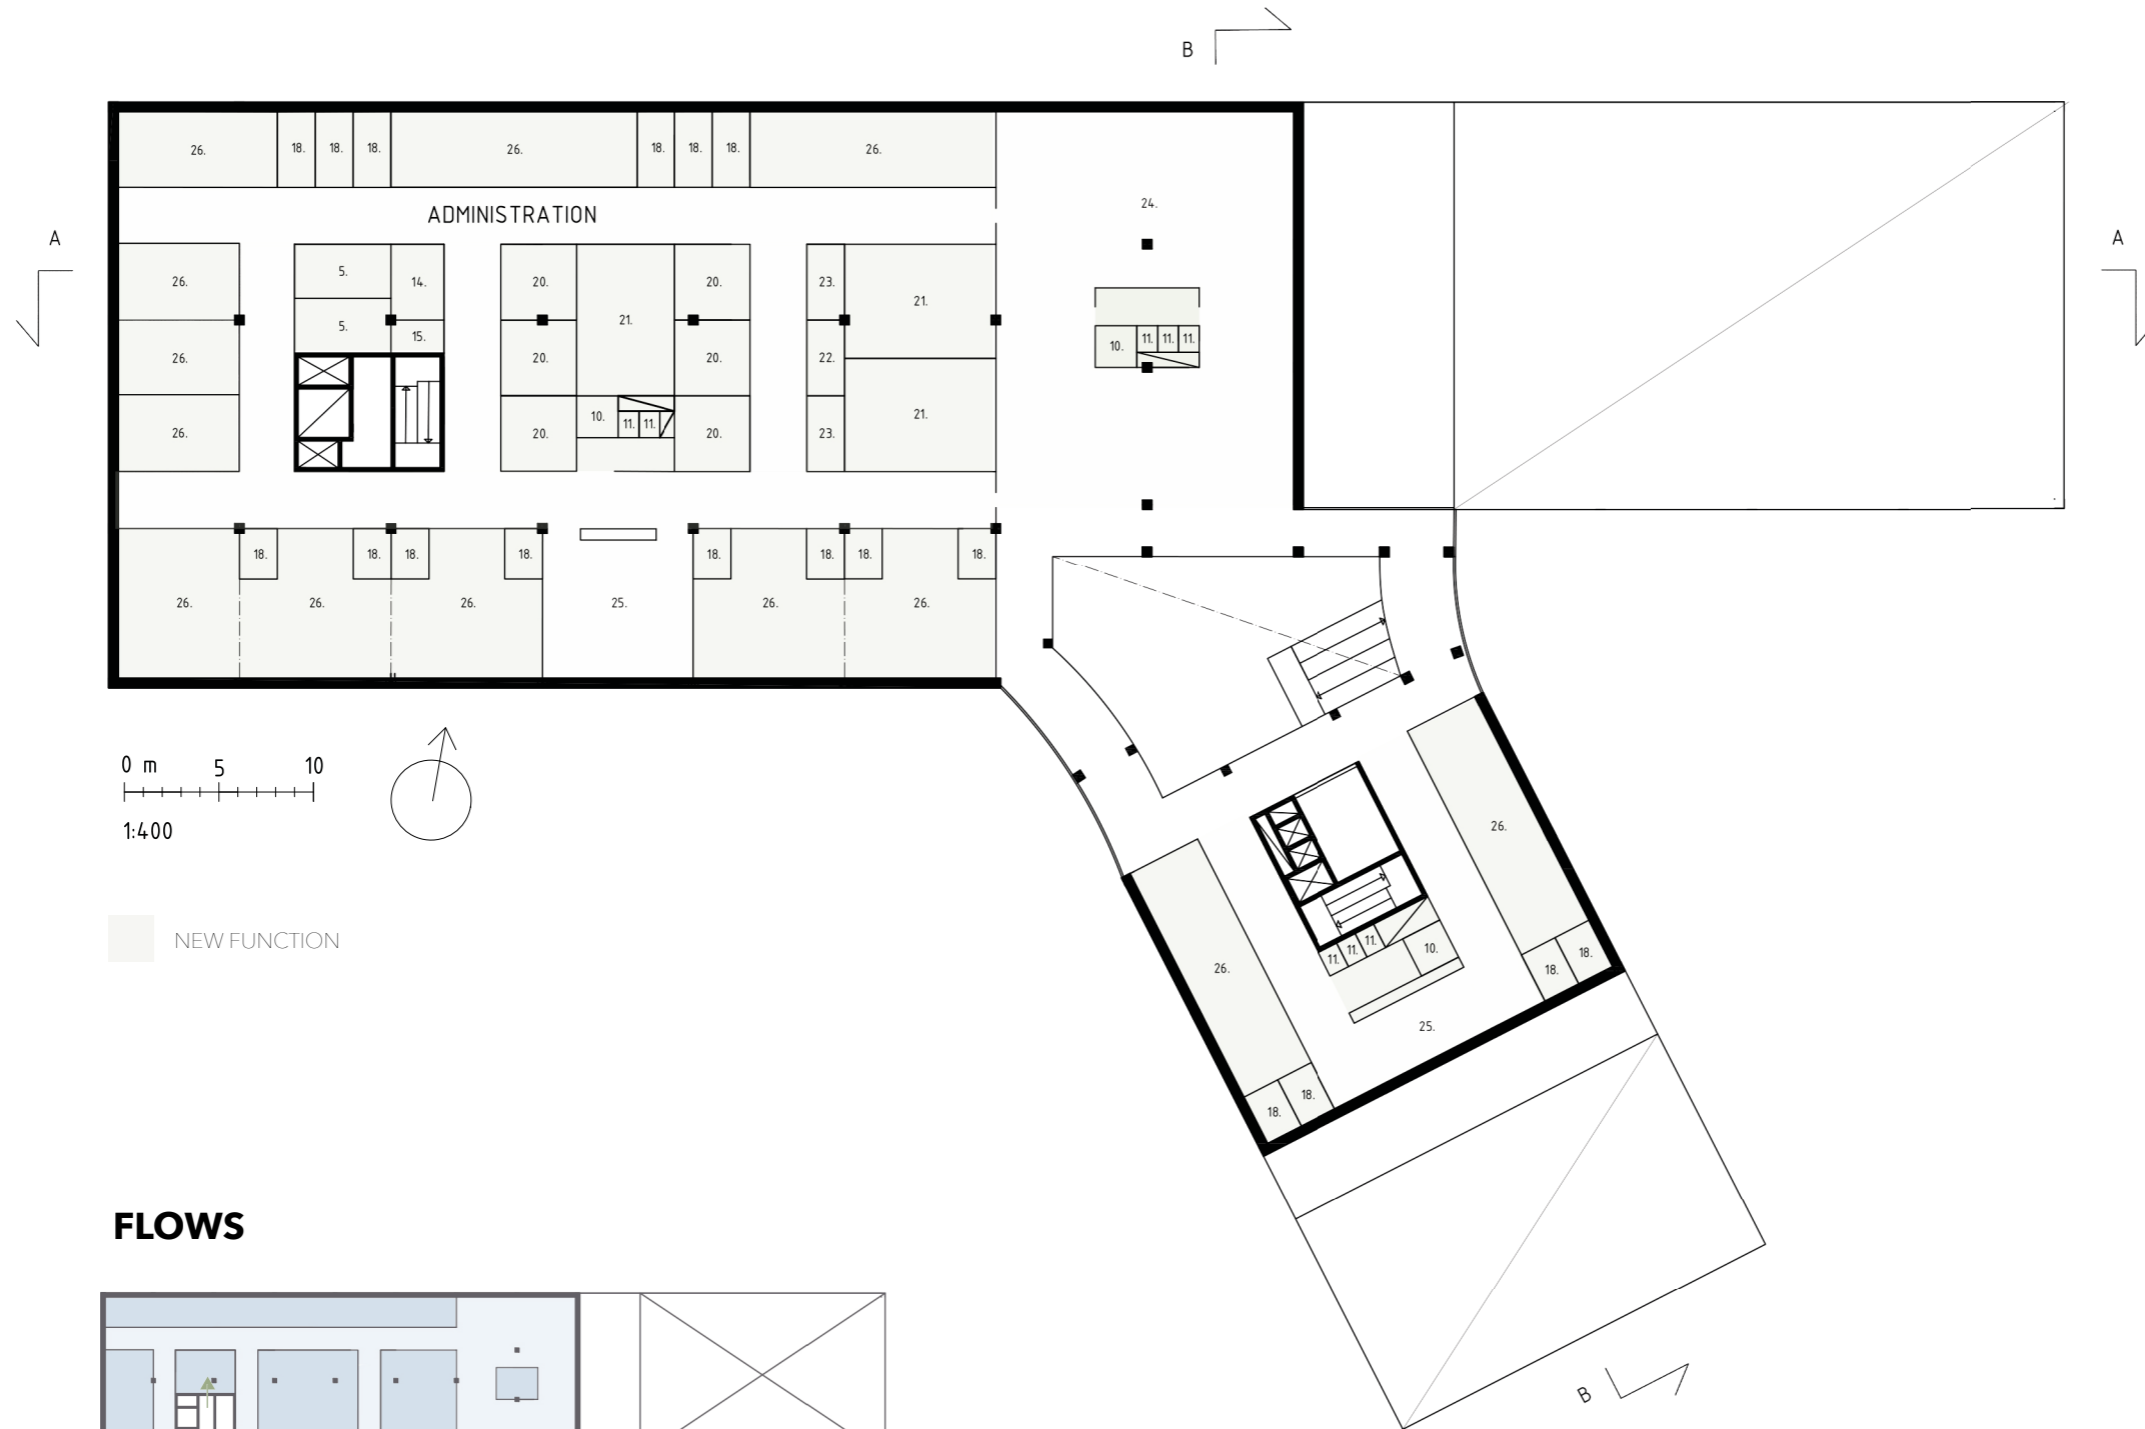 B
26. 18. 18. 18. 26. 18. 18. 18. 26.
24.
ADMINISTRATION
A
A
26. 5. 14. 20. 21. 20. 23. 21.
5. 15.
26. 20. 20. 22.
10. 11. 11. 11.
26. 20. 10. 11. 11. 20. 23. 21.
18. 18. 18. 18. 18. 18. 18. 18.
26. 26. 26. 25. 26. 26.
0 m 5 10
1:400
26.
NEW FUNCTION
26.
11. 11. 11. 10.
18. 18.
25.
18. 18.
FLOWS
B